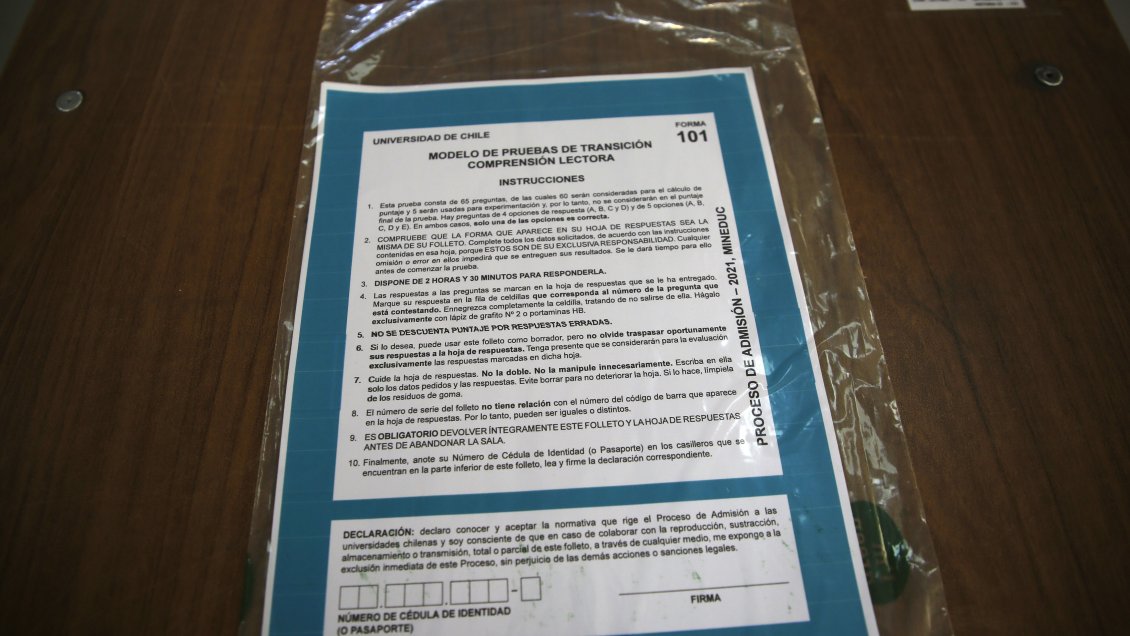 UNIVERSIDAD DE CHILE
FORMA
101
MODELO DE PRUEBAS DE TRANSICIÓN
COMPRENSIÓN LECTORA
INSTRUCCIONES
1. Esta prueba consta de 65 preguntas, de las cuales 60 serán consideradas para el cálculo de
puntaje y 5 serán usadas para experimentación y, por lo tanto, no se considerarán en el puntaje
final de la prueba. Hay preguntas de 4 opciones de respuesta (A, B, C y D) y de 5 opciones (A, B,
C, D y E). En ambos casos, solo una de las opciones es correcta.
2. COMPRUEBE QUE LA FORMA QUE APARECE EN SU HOJA DE RESPUESTAS SEA LA
MISMA DE SU FOLLETO. Complete todos los datos solicitados, de acuerdo con las instrucciones
contenidas en esa hoja, porque ESTOS SON DE SU EXCLUSIVA RESPONSABILIDAD. Cualquier
omisión o error en ellos impedirá que se entreguen sus resultados. Se le dará tiempo para ello
antes de comenzar la prueba.
3. DISPONE DE 2 HORAS Y 30 MINUTOS PARA RESPONDERLA.
4. Las respuestas a las preguntas se marcan en la hoja de respuestas que se le ha entregado.
Marque su respuesta en la fila de celdillas que corresponda al número de la pregunta que
está contestando. Ennegrezca completamente la celdilla, tratando de no salirse de ella. Hágalo
exclusivamente con lápiz de grafito Nº 2 o portaminas HB.
5. NO SE DESCUENTA PUNTAJE POR RESPUESTAS ERRADAS.
6. Si lo desea, puede usar este folleto como borrador, pero no olvide traspasar oportunamente
sus respuestas a la hoja de respuestas. Tenga presente que se considerarán para la evaluación
exclusivamente las respuestas marcadas en dicha hoja.
7. Cuide la hoja de respuestas. No la doble. No la manipule innecesariamente. Escriba en ella
solo los datos pedidos y las respuestas. Evite borrar para no deteriorar la hoja. Si lo hace, límpiela
de los residuos de goma.
8. El número de serie del folleto no tiene relación con el número del código de barra que aparece
en la hoja de respuestas. Por lo tanto, pueden ser iguales o distintos.
9. ES OBLIGATORIO DEVOLVER ÍNTEGRAMENTE ESTE FOLLETO Y LA HOJA DE RESPUESTAS
ANTES DE ABANDONAR LA SALA.
10. Finalmente, anote su Número de Cédula de Identidad (o Pasaporte) en los casilleros que se
encuentran en la parte inferior de este folleto, lea y firme la declaración correspondiente.
PROCESO DE ADMISIÓN – 2021, MINEDUC
DECLARACIÓN: declaro conocer y aceptar la normativa que rige el Proceso de Admisión a las
universidades chilenas y soy consciente de que en caso de colaborar con la reproducción, sustracción,
almacenamiento o transmisión, total o parcial de este folleto, a través de cualquier medio, me expongo a la
exclusión inmediata de este Proceso, sin perjuicio de las demás acciones o sanciones legales.
NÚMERO DE CÉDULA DE IDENTIDAD
(O PASAPORTE)
FIRMA